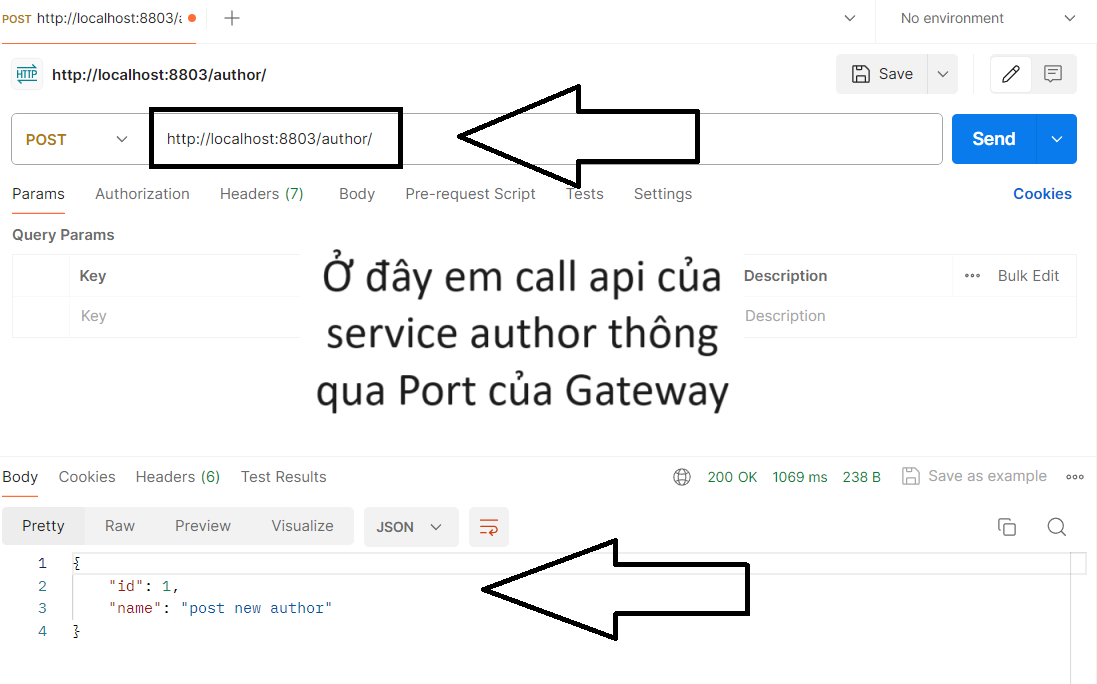 POST http://localhost:8803/a
No environment
HTTP http://localhost:8803/author/
Save
POST http://localhost:8803/author/
Send
Params Authorization Headers (7) Body Pre-request Script Tests Settings Cookies
Query Params
Key Description Bulk Edit
Key Description
Ở đây em call api của
service author thông
qua Port của Gateway
Body Cookies Headers (6) Test Results 200 OK 1069 ms 238 B Save as example
Pretty Raw Preview Visualize JSON
1 {
2 "id": 1,
3 "name": "post new author"
4 }